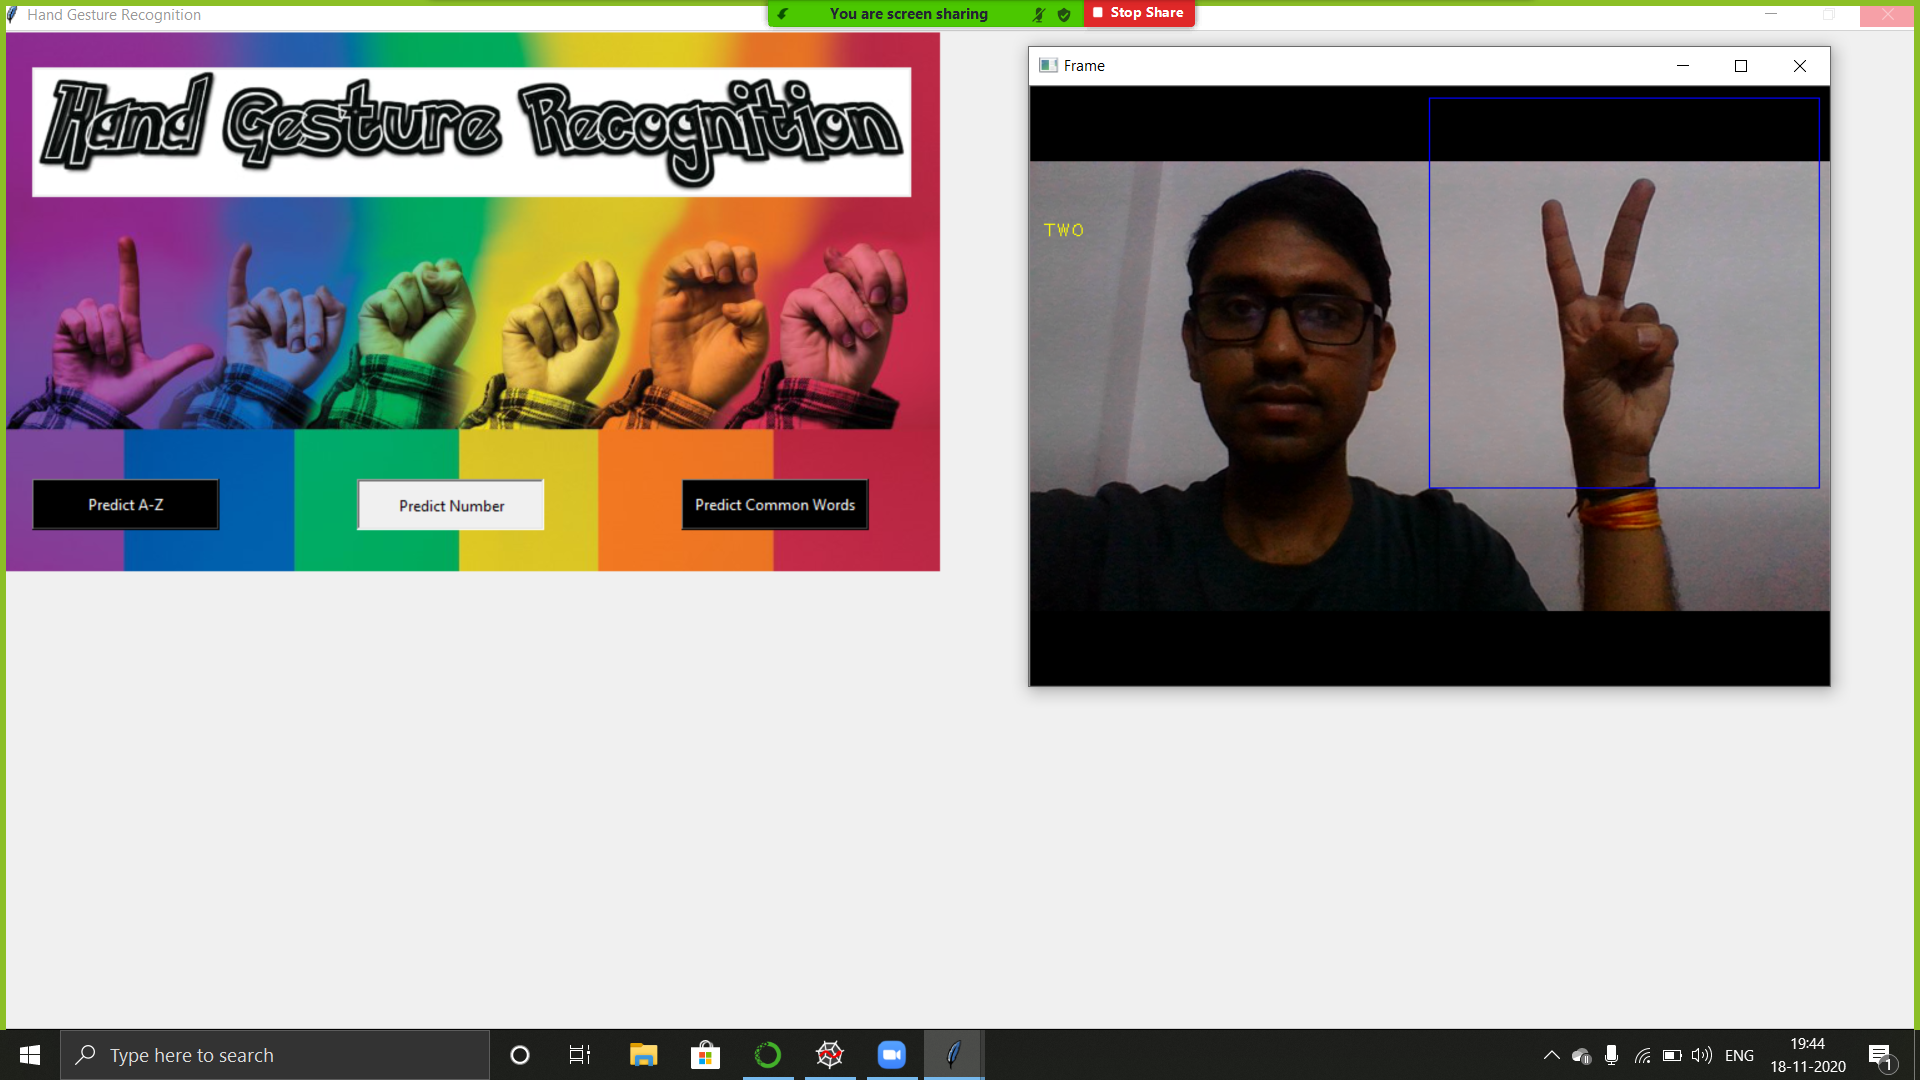 Hand Gesture Recognition
You are screen sharing
Stop Share
Hand Gesture Recognition
Predict A-Z
Predict Number
Predict Common Words
Frame
TWO
Type here to search
ENG
19:44
18-11-2020
1